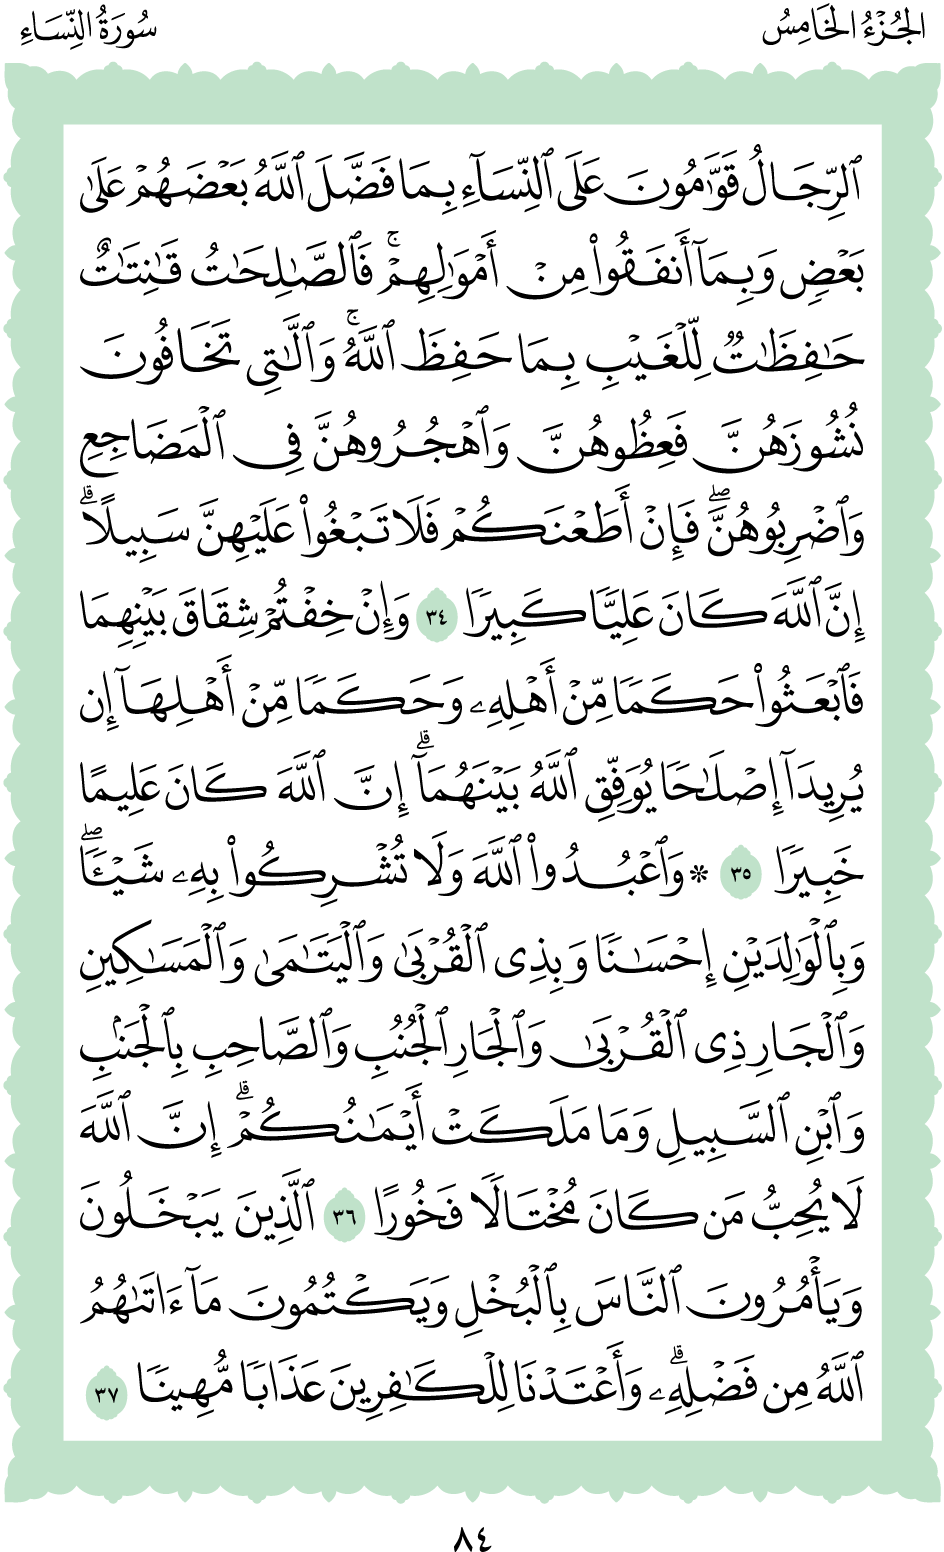 الجُزْءُ الخَامِسُ
سُورَةُ النِّسَاءِ
ٱلرِّجَالُ قَوَّٰمُونَ عَلَى ٱلنِّسَآءِ بِمَا فَضَّلَ ٱللَّهُ بَعْضَهُمْ عَلَىٰ
بَعْضٖ وَبِمَآ أَنفَقُواْ مِنْ أَمْوَٰلِهِمْۚ فَٱلصَّٰلِحَٰتُ قَٰنِتَٰتٌ
حَٰفِظَٰتٞ لِّلْغَيْبِ بِمَا حَفِظَ ٱللَّهُۚ وَٱلَّٰتِي تَخَافُونَ
نُشُوزَهُنَّ فَعِظُوهُنَّ وَٱهْجُرُوهُنَّ فِي ٱلْمَضَاجِعِ
وَٱضْرِبُوهُنَّۖ فَإِنْ أَطَعْنَكُمْ فَلَا تَبْغُواْ عَلَيْهِنَّ سَبِيلًاۗ
إِنَّ ٱللَّهَ كَانَ عَلِيّٗا كَبِيرٗا ٣٤ وَإِنْ خِفْتُمْ شِقَاقَ بَيْنِهِمَا
فَٱبْعَثُواْ حَكَمٗا مِّنْ أَهْلِهِۦ وَحَكَمٗا مِّنْ أَهْلِهَآ إِن
يُرِيدَآ إِصْلَٰحٗا يُوَفِّقِ ٱللَّهُ بَيْنَهُمَآۗ إِنَّ ٱللَّهَ كَانَ عَلِيمًا
خَبِيرٗا ٣٥ ۞ وَٱعْبُدُواْ ٱللَّهَ وَلَا تُشْرِكُواْ بِهِۦ شَيْـٔٗاۖ
وَبِٱلْوَٰلِدَيْنِ إِحْسَٰنٗا وَبِذِي ٱلْقُرْبَىٰ وَٱلْيَتَٰمَىٰ وَٱلْمَسَٰكِينِ
وَٱلْجَارِ ذِي ٱلْقُرْبَىٰ وَٱلْجَارِ ٱلْجُنُبِ وَٱلصَّاحِبِ بِٱلْجَنۢبِ
وَٱبْنِ ٱلسَّبِيلِ وَمَا مَلَكَتْ أَيْمَٰنُكُمْۗ إِنَّ ٱللَّهَ
لَا يُحِبُّ مَن كَانَ مُخْتَالٗا فَخُورًا ٣٦ ٱلَّذِينَ يَبْخَلُونَ
وَيَأْمُرُونَ ٱلنَّاسَ بِٱلْبُخْلِ وَيَكْتُمُونَ مَآ ءَاتَىٰهُمُ
ٱللَّهُ مِن فَضْلِهِۦۗ وَأَعْتَدْنَا لِلْكَٰفِرِينَ عَذَابٗا مُّهِينٗا ٣٧
٨٤